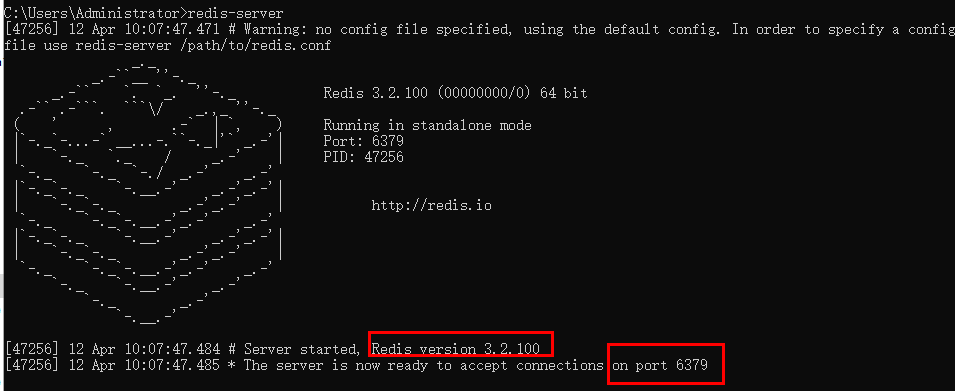 C:\Users\Administrator>redis-server
[47256] 12 Apr 10:07:47.471 # Warning: no config file specified, using the default config. In order to specify a config
file use redis-server /path/to/redis.conf
Redis 3.2.100 (00000000/0) 64 bit
Running in standalone mode
Port: 6379
PID: 47256
http://redis.io
[47256] 12 Apr 10:07:47.484 # Server started, Redis version 3.2.100
[47256] 12 Apr 10:07:47.485 * The server is now ready to accept connections on port 6379